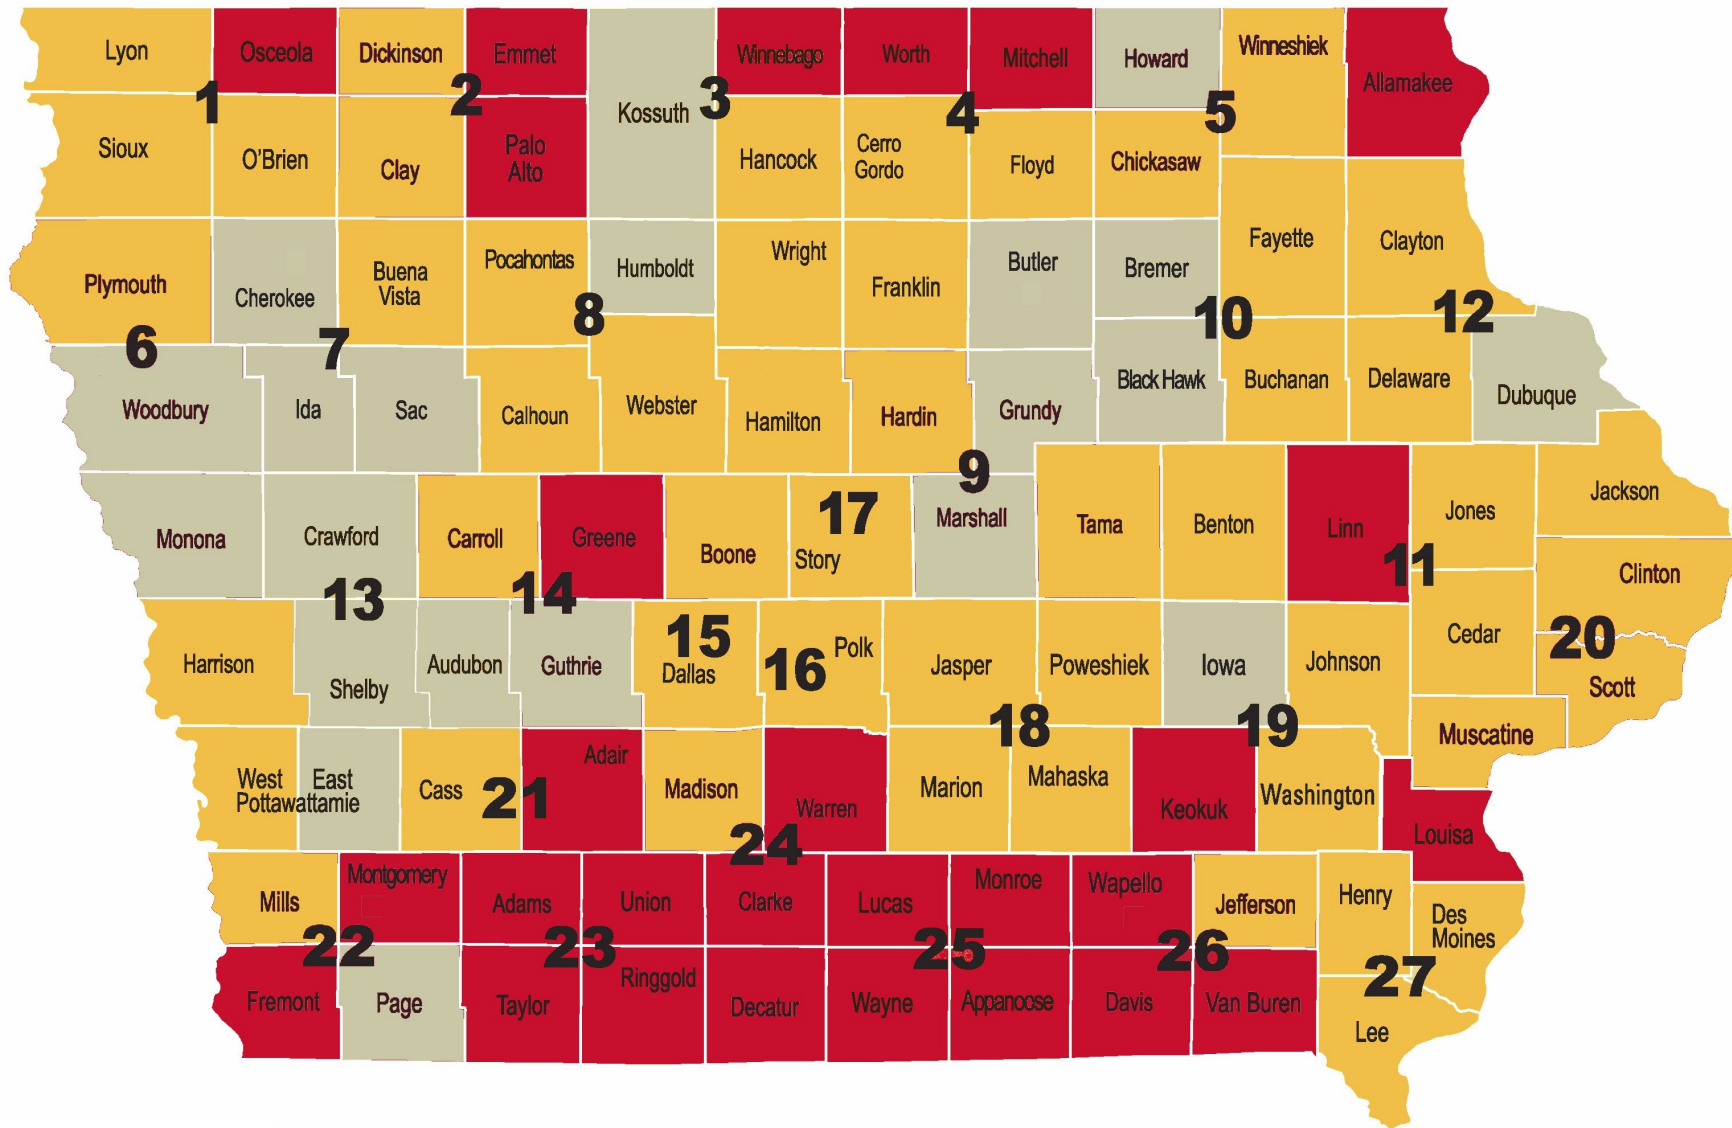 Lyon
Osceola
Dickinson
Emmet
Kossuth
Winnebago
Worth
Mitchell
Howard
Winneshiek
Allamakee
1
2
3
4
5
Sioux
O'Brien
Clay
Palo
Alto
Hancock
Cerro
Gordo
Floyd
Chickasaw
Fayette
Clayton
Plymouth
Cherokee
Buena
Vista
Pocahontas
Humboldt
Wright
Franklin
Butler
Bremer
6
7
8
10
12
Woodbury
Ida
Sac
Calhoun
Webster
Hamilton
Hardin
Grundy
Black Hawk
Buchanan
Delaware
Dubuque
9
Monona
Crawford
Carroll
Greene
Boone
17
Story
Marshall
Tama
Benton
Linn
Jones
Jackson
11
Clinton
13
14
Harrison
Shelby
Audubon
Guthrie
15
Dallas
16
Polk
Jasper
Poweshiek
Iowa
Johnson
Cedar
20
Scott
18
19
Muscatine
West
East
Pottawattamie
Cass
21
Adair
Madison
Warren
Marion
Mahaska
Keokuk
Washington
Louisa
24
Mills
Montgomery
Adams
Union
Clarke
Lucas
Monroe
Wapello
Jefferson
Henry
Des
Moines
22
23
25
26
27
Fremont
Page
Taylor
Ringgold
Decatur
Wayne
Appanoose
Davis
Van Buren
Lee